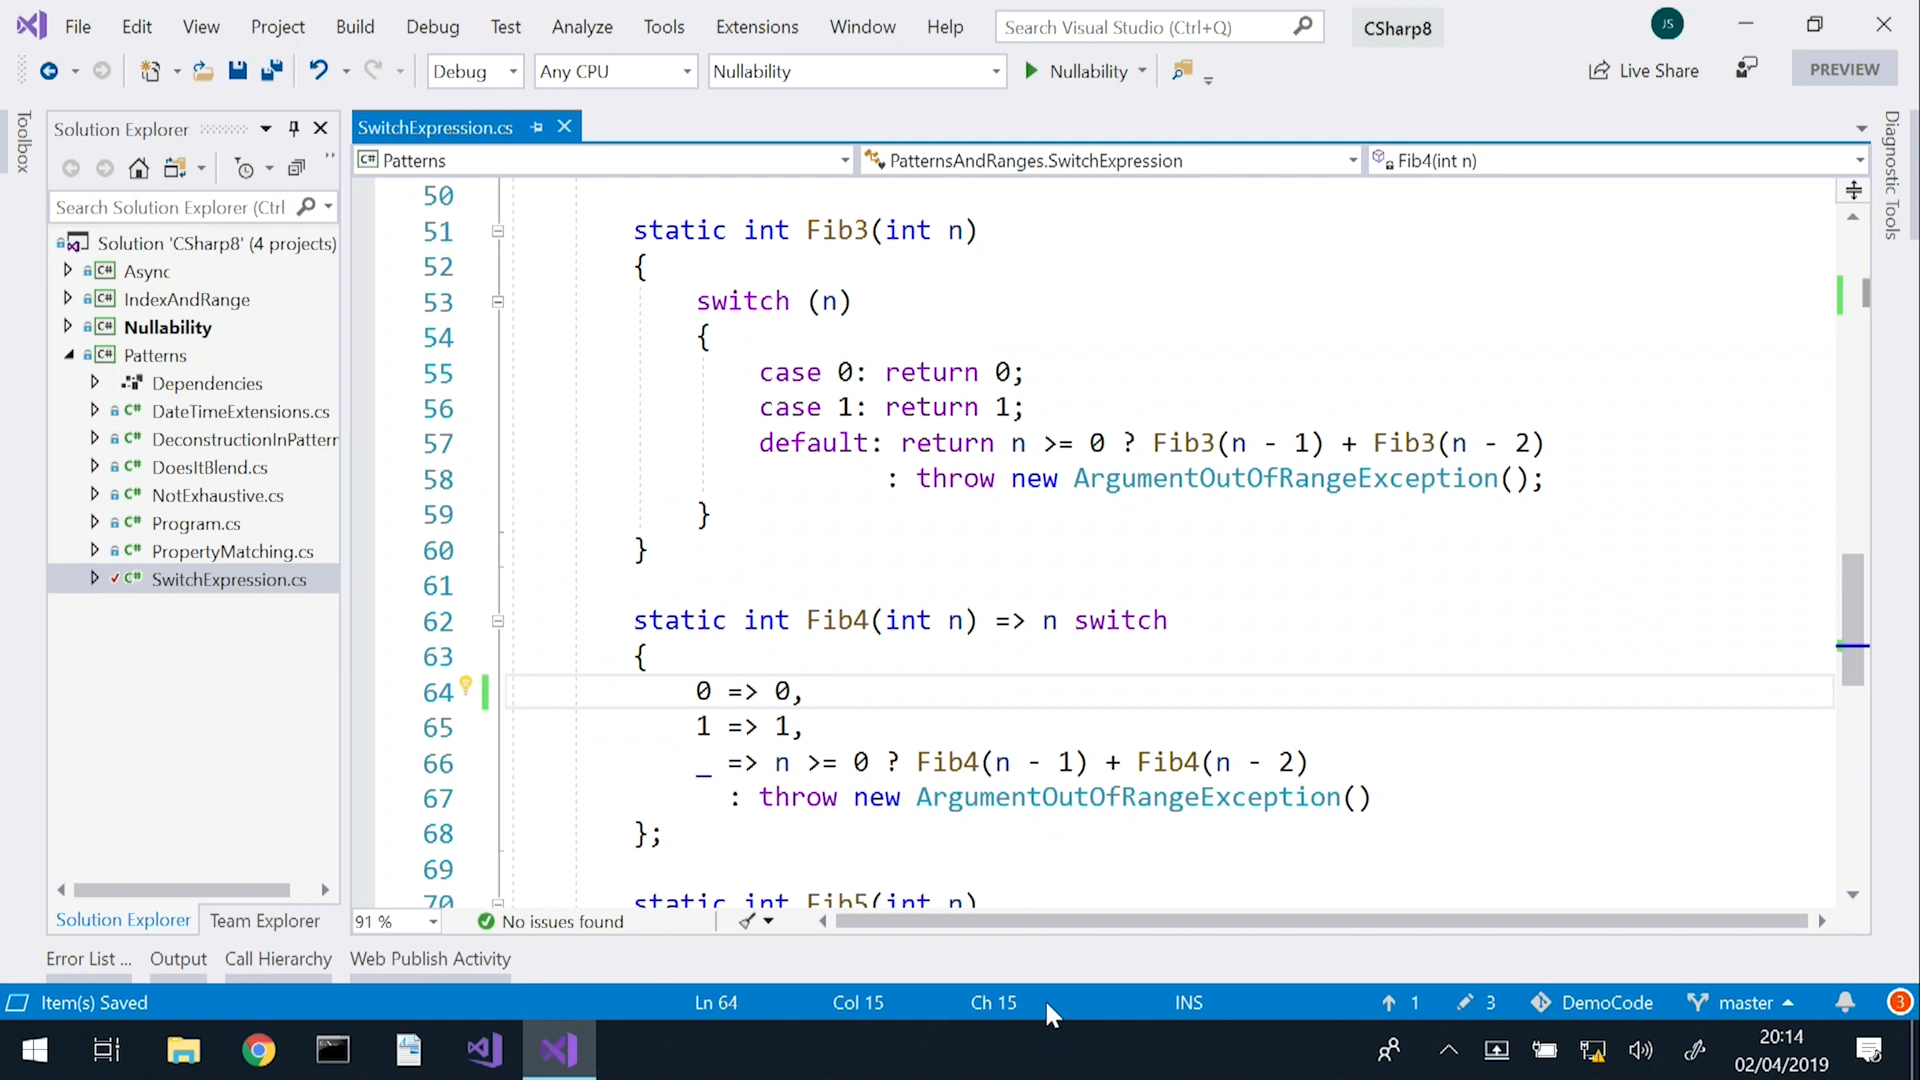 File Edit View Project Build Debug Test Analyze Tools Extensions Window Help Search Visual Studio (Ctrl+Q) CSharp8 JS
Debug Any CPU Nullability Nullability Live Share PREVIEW
Toolbox
Solution Explorer
Search Solution Explorer (Ctrl
Solution 'CSharp8' (4 projects)
C# Async
C# IndexAndRange
C# Nullability
C# Patterns
Dependencies
C# DateTimeExtensions.cs
C# DeconstructionInPattern
C# DoesItBlend.cs
C# NotExhaustive.cs
C# Program.cs
C# PropertyMatching.cs
C# SwitchExpression.cs
Solution Explorer Team Explorer
SwitchExpression.cs
C# Patterns PatternsAndRanges.SwitchExpression Fib4(int n)
50
51 static int Fib3(int n)
52 {
53 switch (n)
54 {
55 case 0: return 0;
56 case 1: return 1;
57 default: return n >= 0 ? Fib3(n - 1) + Fib3(n - 2)
58 : throw new ArgumentOutOfRangeException();
59 }
60 }
61
62 static int Fib4(int n) => n switch
63 {
64 0 => 0,
65 1 => 1,
66 _ => n >= 0 ? Fib4(n - 1) + Fib4(n - 2)
67 : throw new ArgumentOutOfRangeException()
68 };
69
70 static int Fib5(int n)
91 % No issues found
Diagnostic Tools
Error List ... Output Call Hierarchy Web Publish Activity
Item(s) Saved Ln 64 Col 15 Ch 15 INS 1 3 DemoCode master 3
20:14
02/04/2019